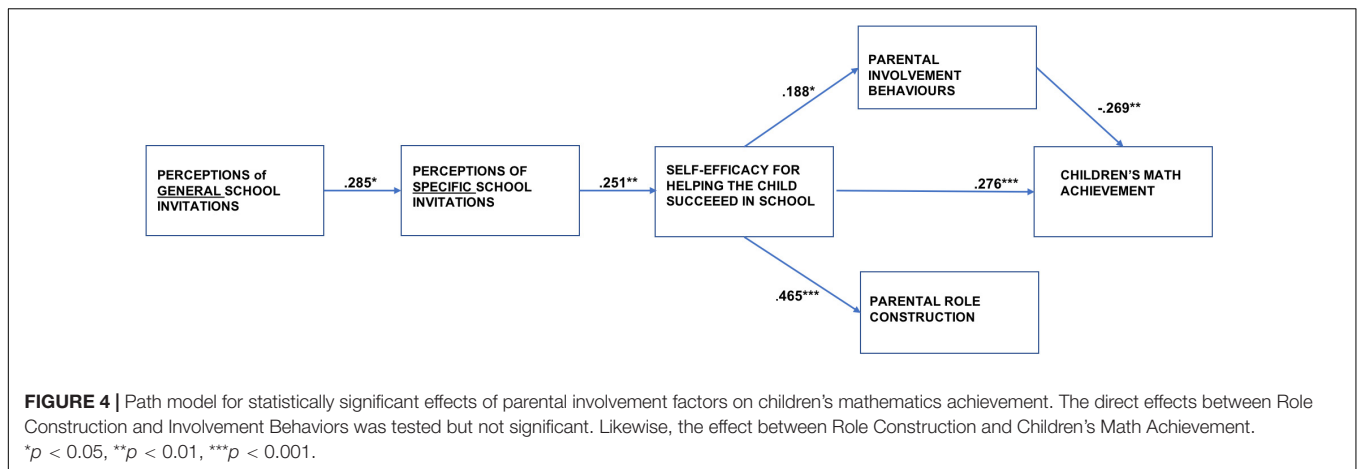 PARENTAL
INVOLVEMENT
BEHAVIOURS
.188*
-.269**
PERCEPTIONS of
GENERAL SCHOOL
INVITATIONS
.285*
PERCEPTIONS OF
SPECIFIC SCHOOL
INVITATIONS
.251**
SELF-EFFICACY FOR
HELPING THE CHILD
SUCCEEED IN SCHOOL
.276***
CHILDREN’S MATH
ACHIEVEMENT
.465***
PARENTAL ROLE
CONSTRUCTION
FIGURE 4 | Path model for statistically significant effects of parental involvement factors on children’s mathematics achievement. The direct effects between Role
Construction and Involvement Behaviors was tested but not significant. Likewise, the effect between Role Construction and Children’s Math Achievement.
*p < 0.05, **p < 0.01, ***p < 0.001.